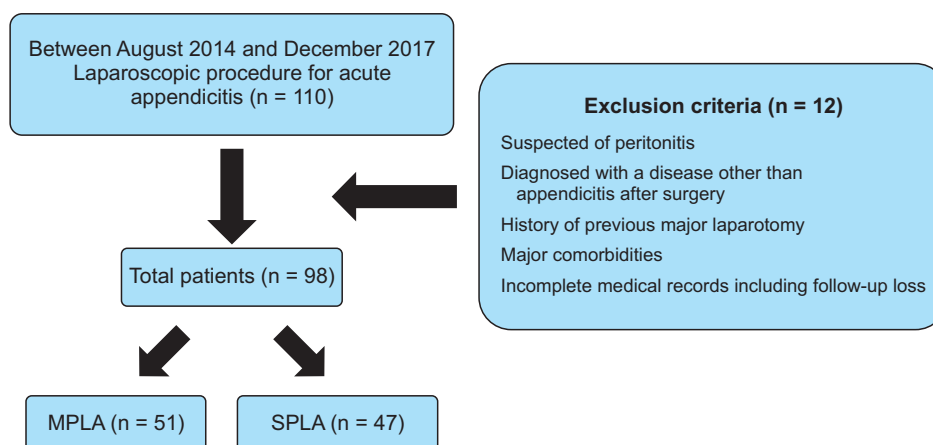 Between August 2014 and December 2017
Laparoscopic procedure for acute
appendicitis (n = 110)
Exclusion criteria (n = 12)
Suspected of peritonitis
Diagnosed with a disease other than
appendicitis after surgery
History of previous major laparotomy
Major comorbidities
Incomplete medical records including follow-up loss
Total patients (n = 98)
MPLA (n = 51)
SPLA (n = 47)